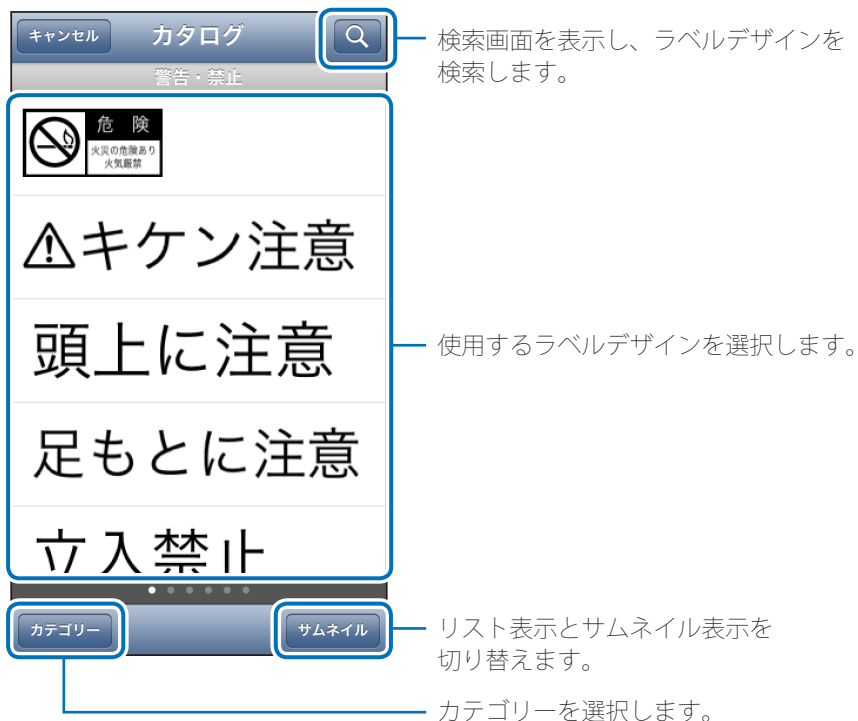 キャンセル
カタログ
警告・禁止
検索画面を表示し、ラベルデザインを
検索します。
危 険
火災の危険あり
火気厳禁
⚠キケン注意
頭上に注意
使用するラベルデザインを選択します。
足もとに注意
立入禁止
カテゴリー
サムネイル
リスト表示とサムネイル表示を
切り替えます。
カテゴリーを選択します。